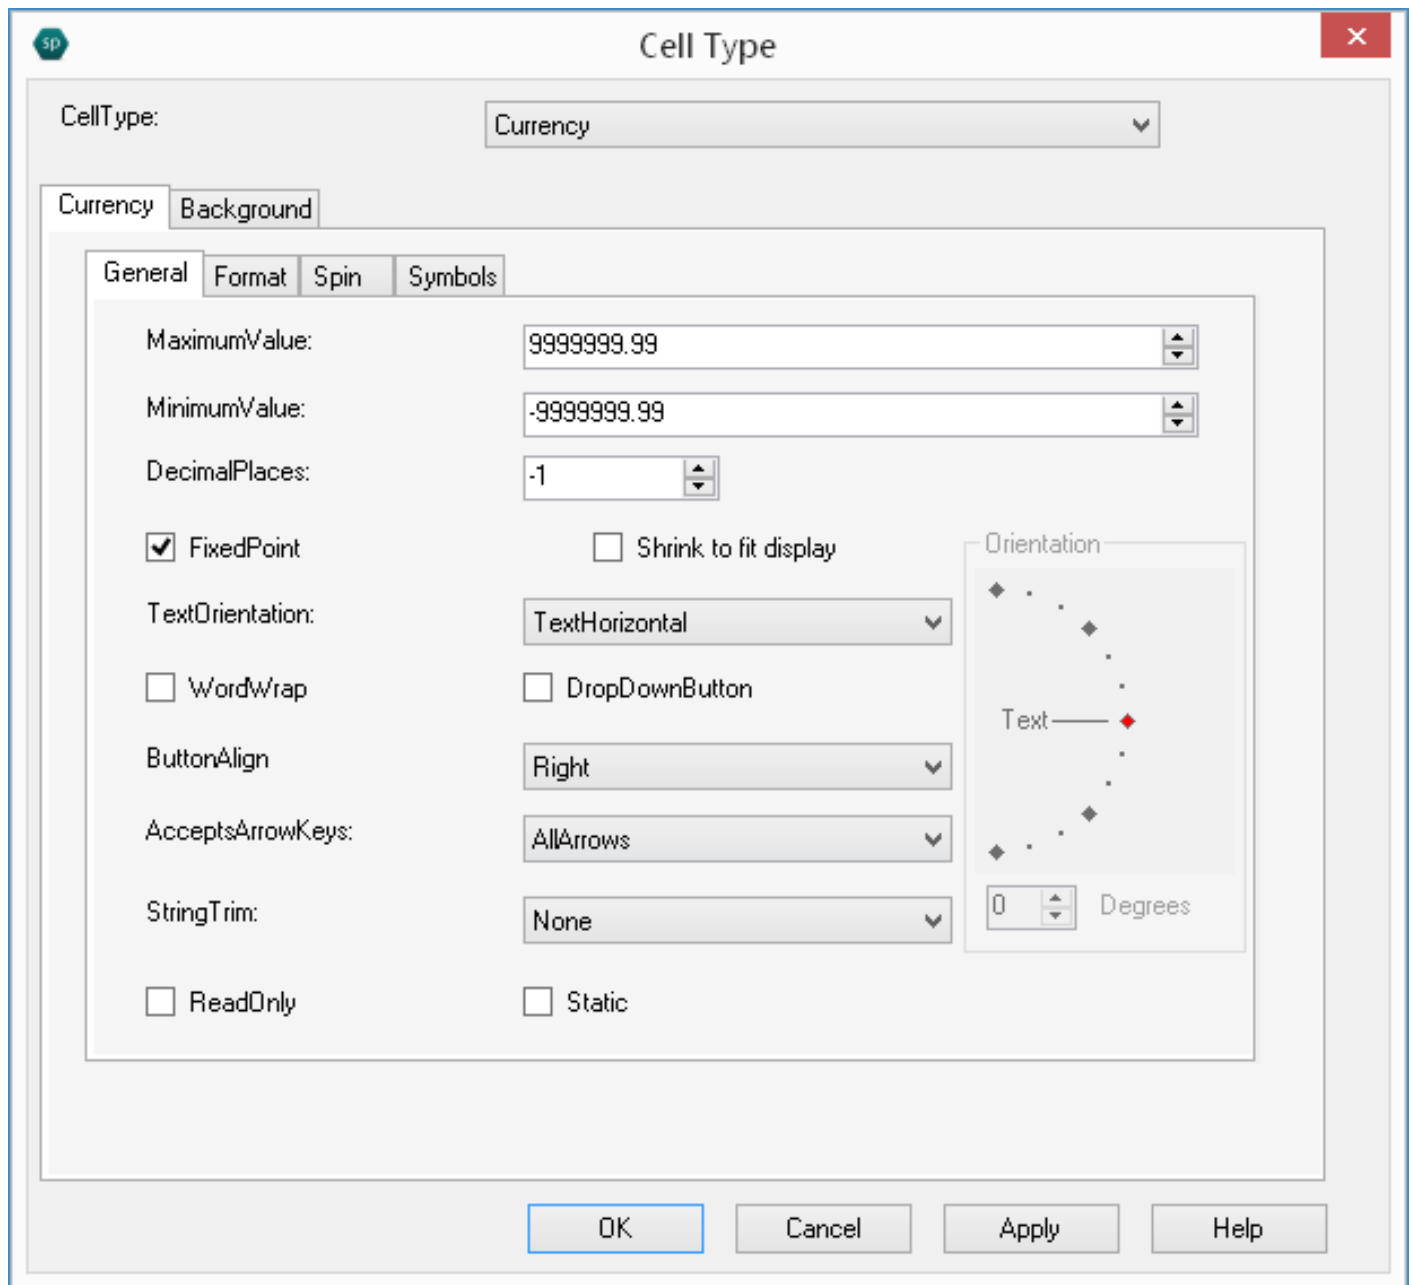 sp
Cell Type
CellType:
Currency
Currency Background
General Format Spin Symbols
MaximumValue: 9999999.99
MinimumValue: -9999999.99
DecimalPlaces: -1
FixedPoint Shrink to fit display
Orientation
TextOrientation: TextHorizontal
WordWrap DropDownButton
Text
ButtonAlign Right
AcceptsArrowKeys: AllArrows
StringTrim: None
0 Degrees
ReadOnly Static
OK Cancel Apply Help